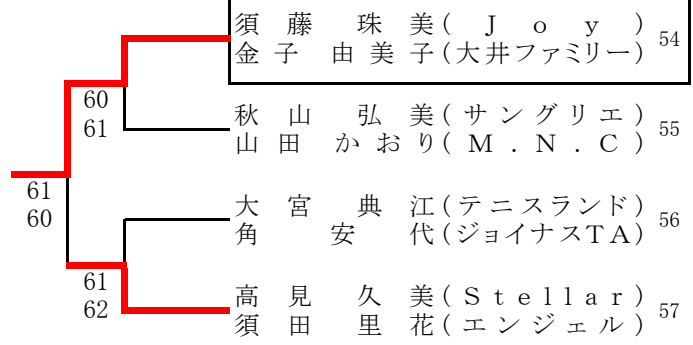 須藤 珠美(Joy)
金子 由美子(大井ファミリー) 54
60
61
秋山 弘美(サングリエ)
山田 かおり(M.N.C) 55
61
60
大宮 典江(テニスランド)
角 安代(ジョイナスTA) 56
61
62
高見 久美(Stellar)
須田 里花(エンジェル) 57